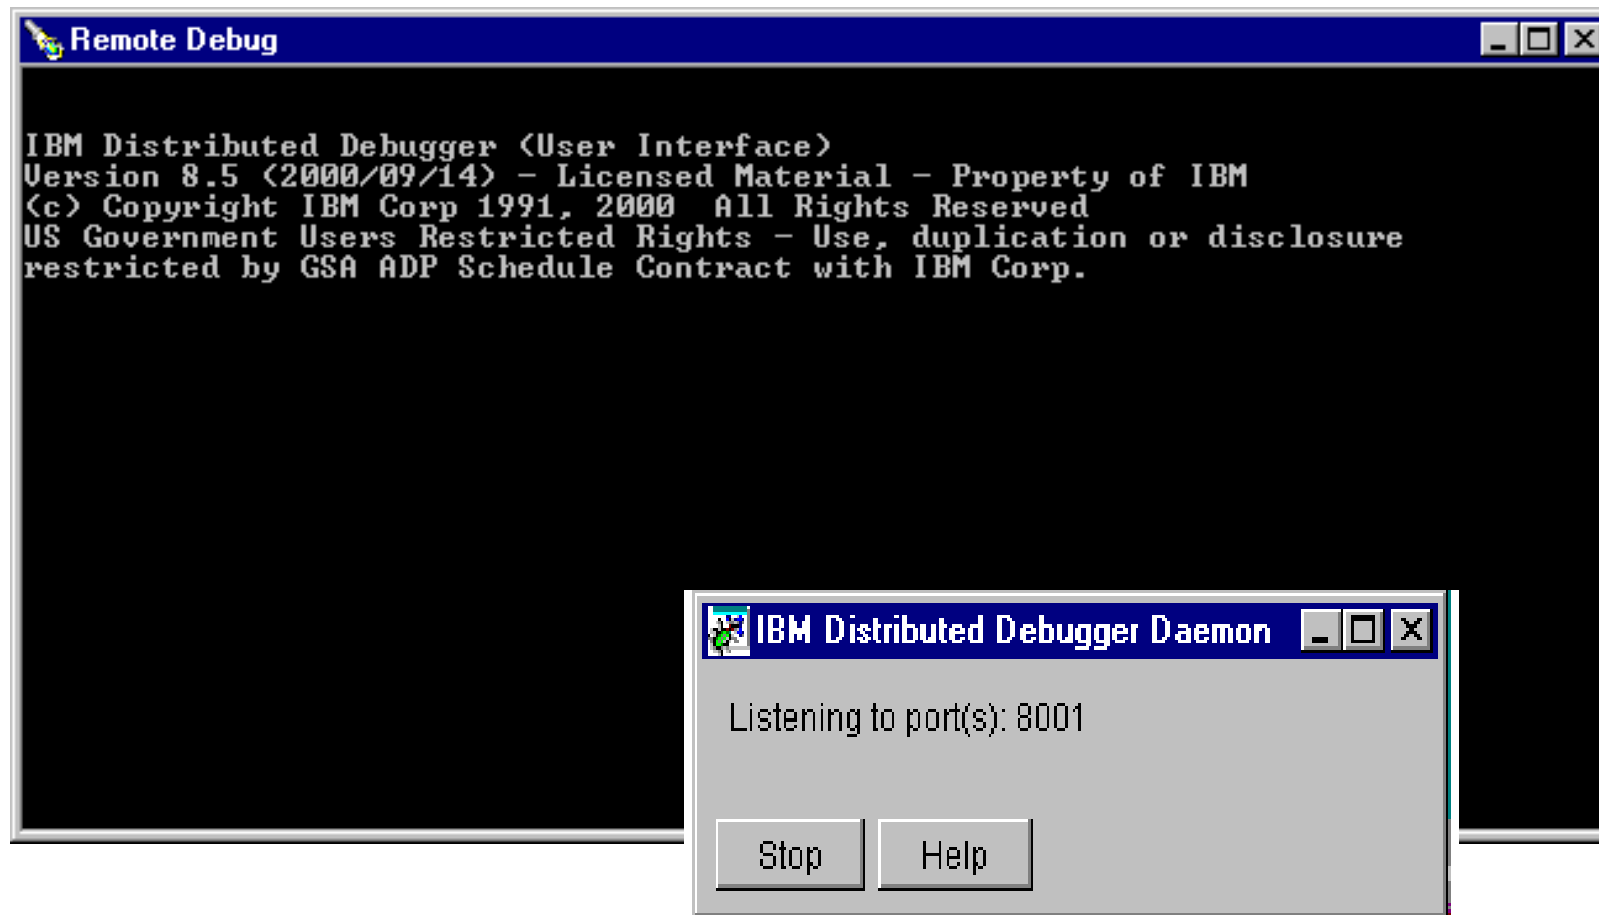 Remote Debug
IBM Distributed Debugger (User Interface)
Version 8.5 (2000/09/14) - Licensed Material - Property of IBM
(c) Copyright IBM Corp 1991, 2000  All Rights Reserved
US Government Users Restricted Rights - Use, duplication or disclosure
restricted by GSA ADP Schedule Contract with IBM Corp.
IBM Distributed Debugger Daemon
Listening to port(s): 8001
Stop Help